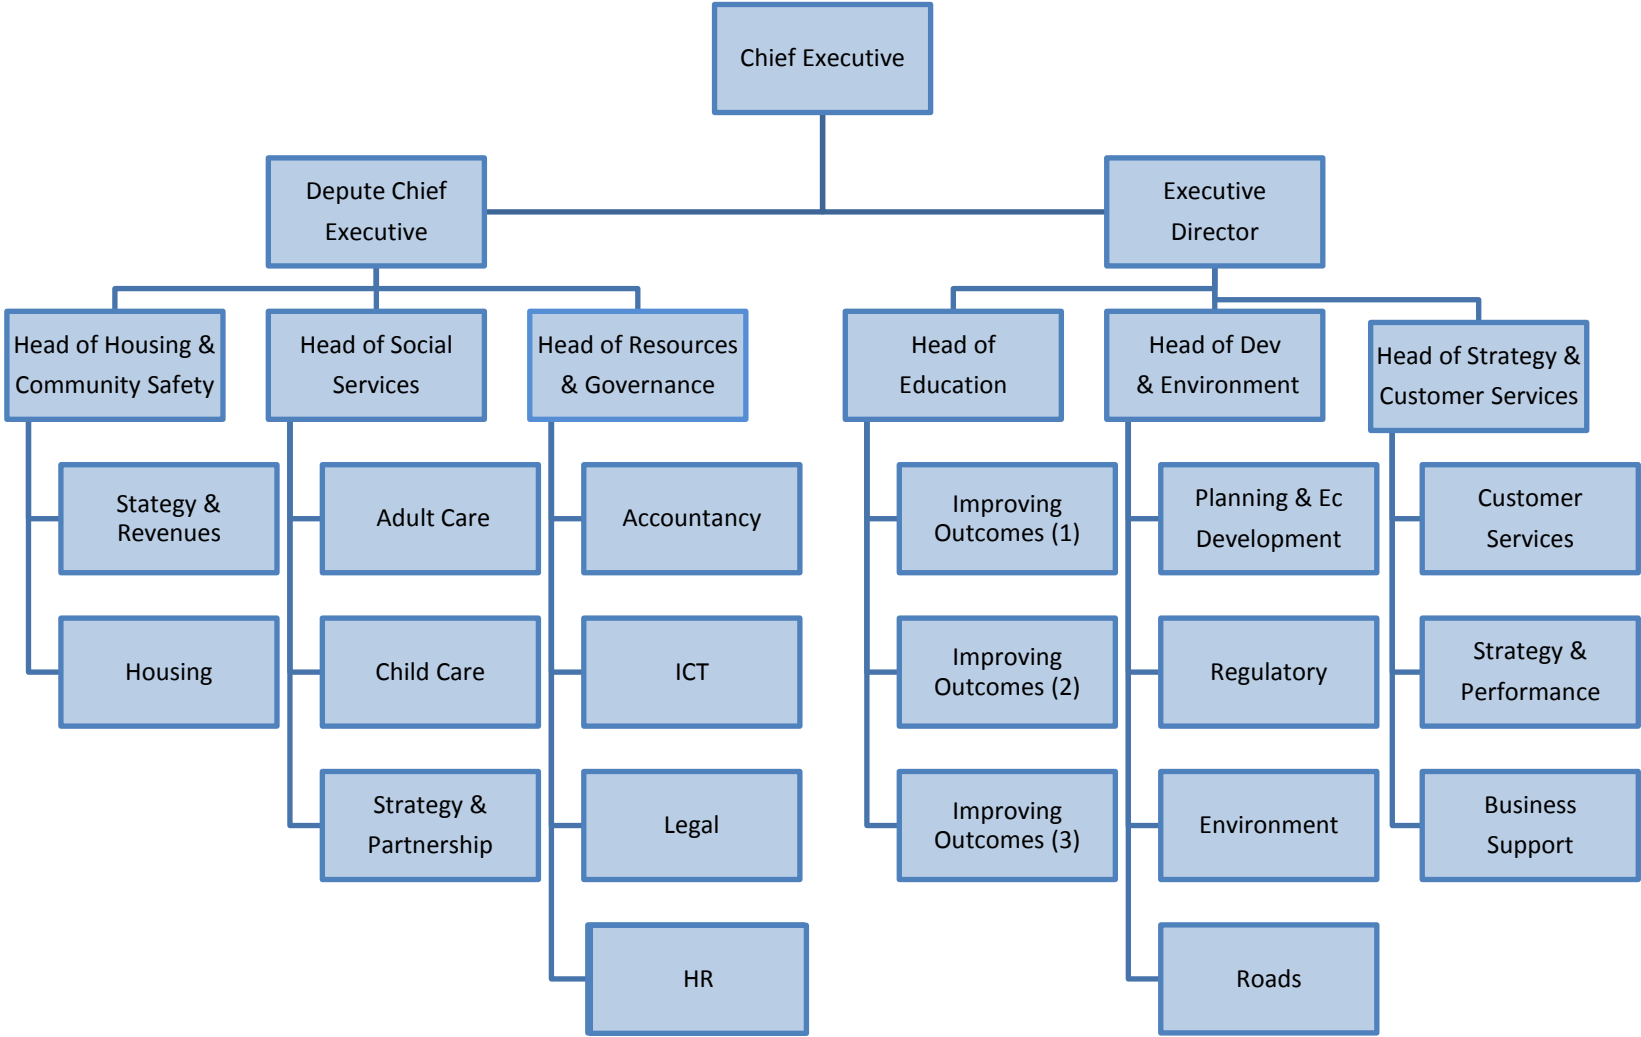 Chief Executive
Depute Chief
Executive
Executive
Director
Head of Housing &
Community Safety
Head of Social
Services
Head of Resources
& Governance
Head of
Education
Head of Dev
& Environment
Head of Strategy &
Customer Services
Stategy &
Revenues
Adult Care
Accountancy
Improving
Outcomes (1)
Planning & Ec
Development
Customer
Services
Housing
Child Care
ICT
Improving
Outcomes (2)
Regulatory
Strategy &
Performance
Strategy &
Partnership
Legal
Improving
Outcomes (3)
Environment
Business
Support
HR
Roads